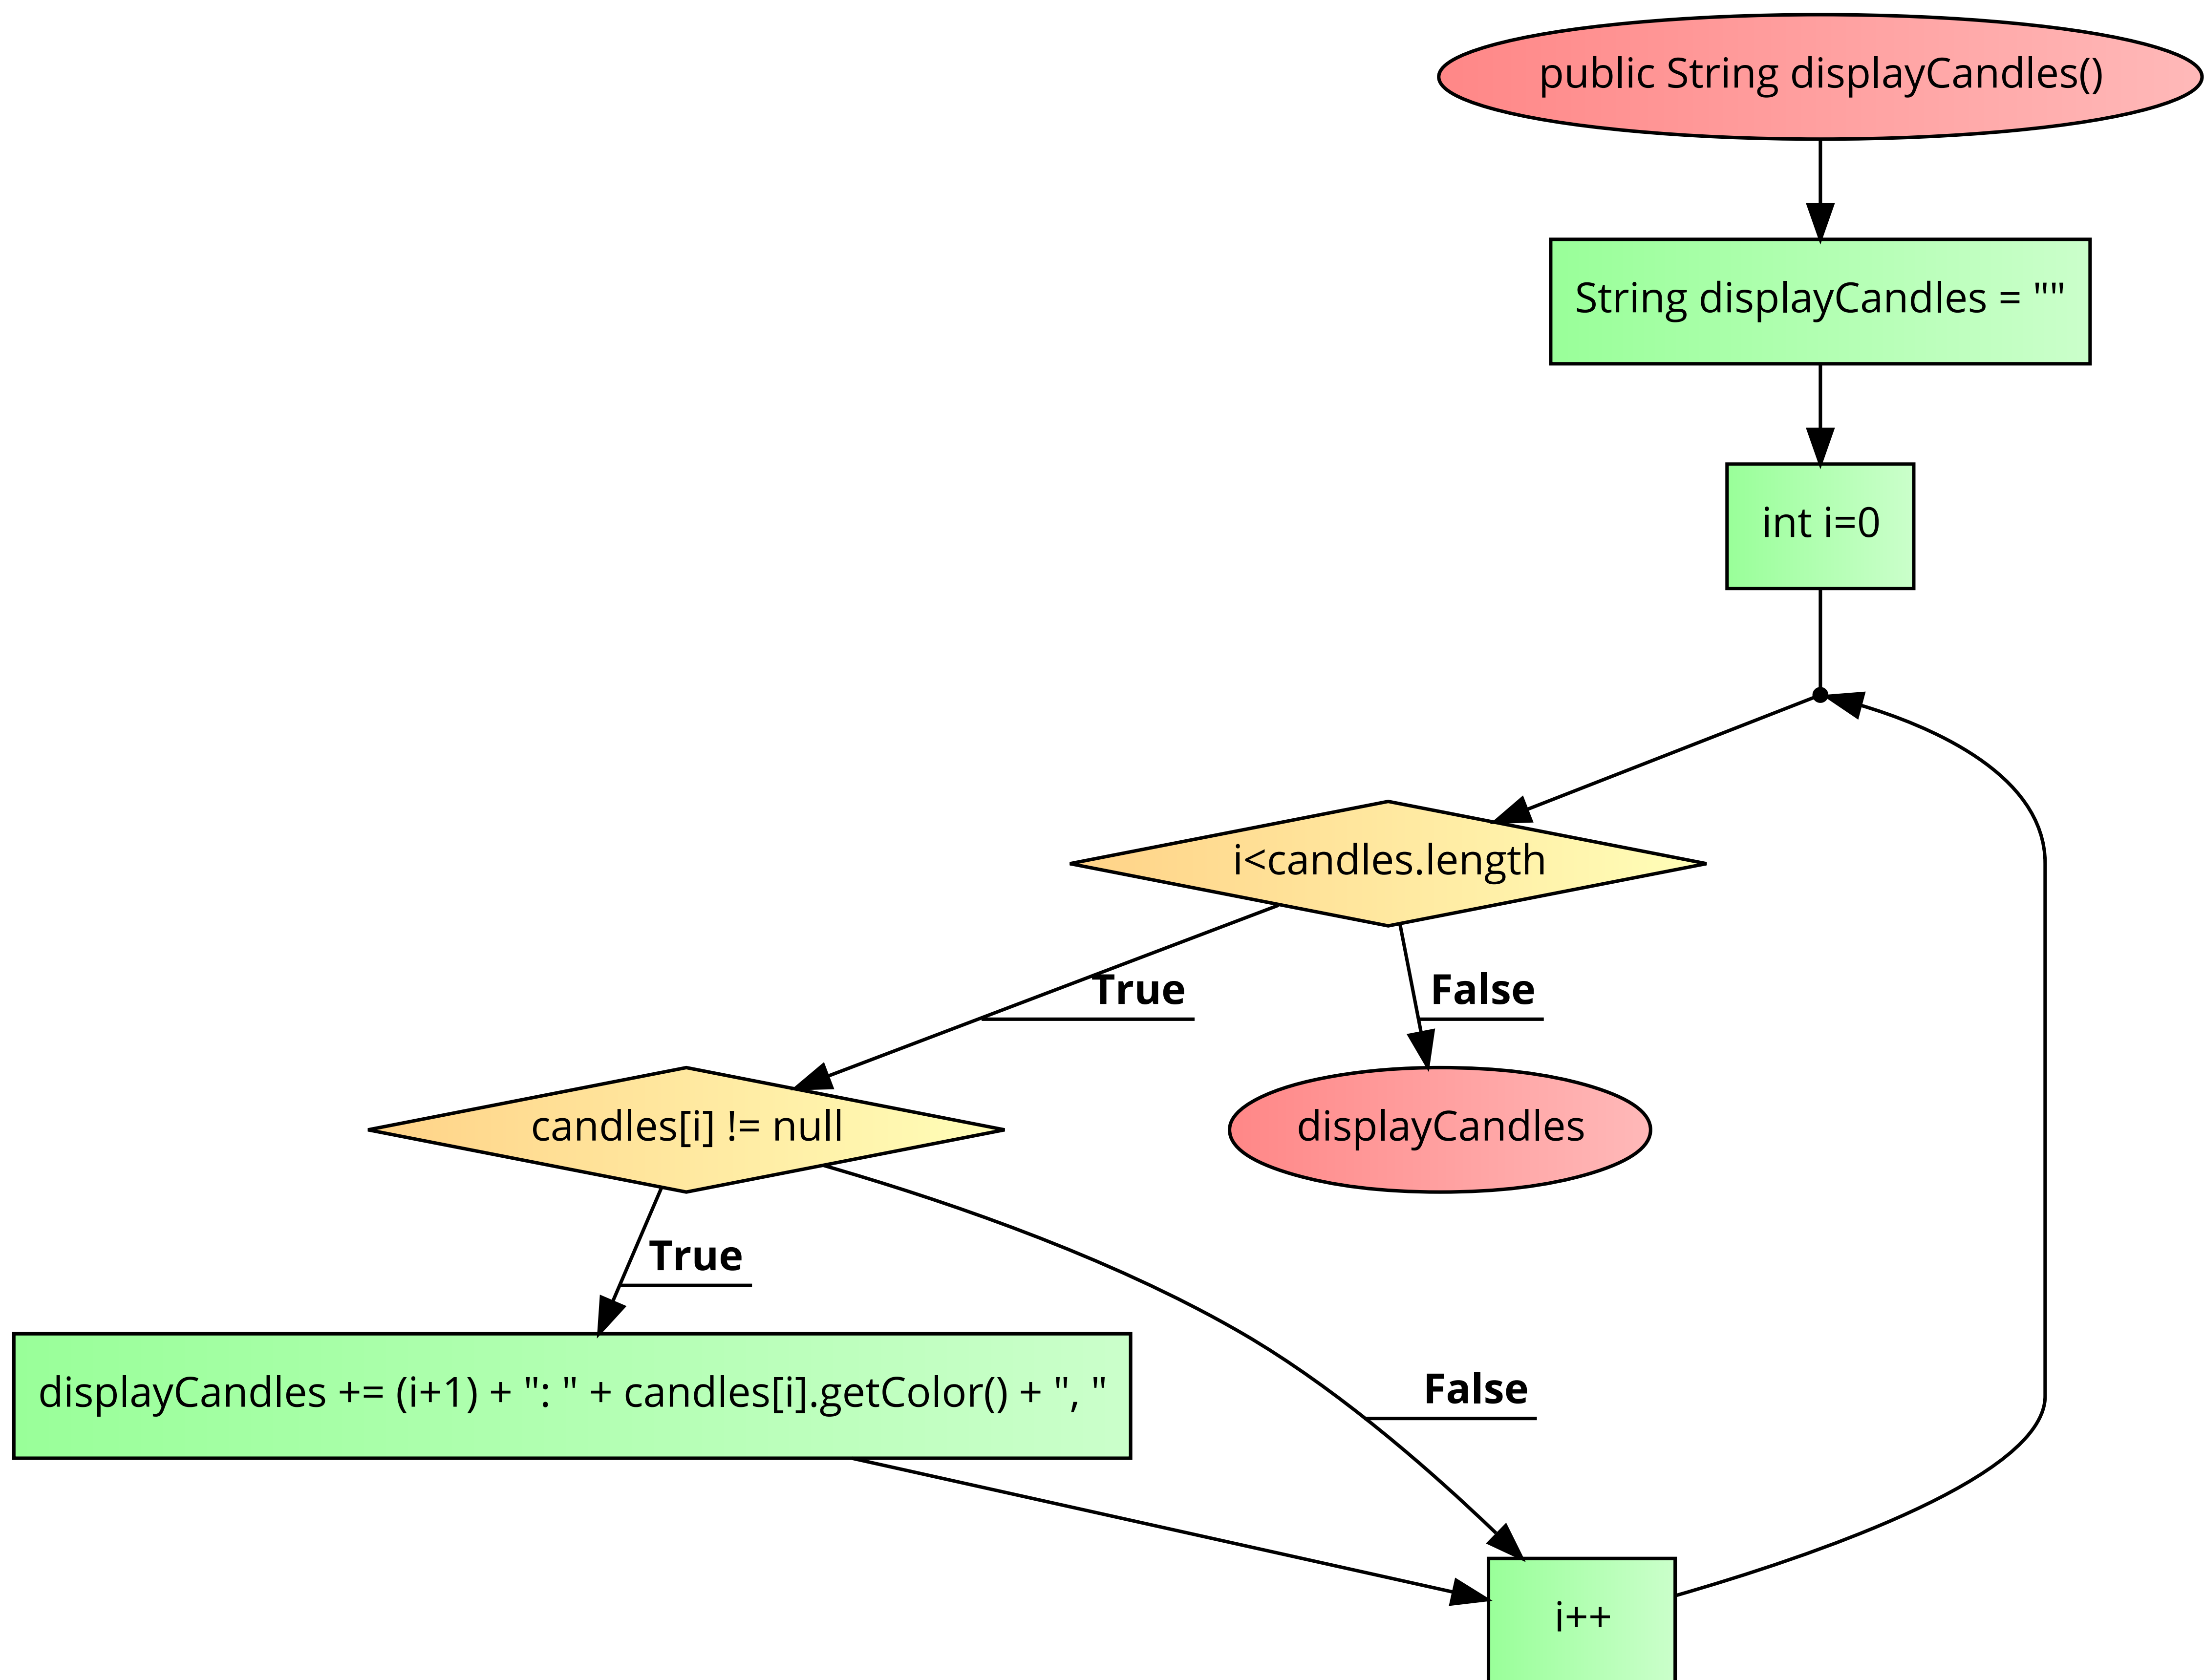 public String displayCandles()
String displayCandles = ""
int i=0
i<candles.length
True
False
candles[i] != null
displayCandles
True
displayCandles += (i+1) + ": " + candles[i].getColor() + ", "
False
i++